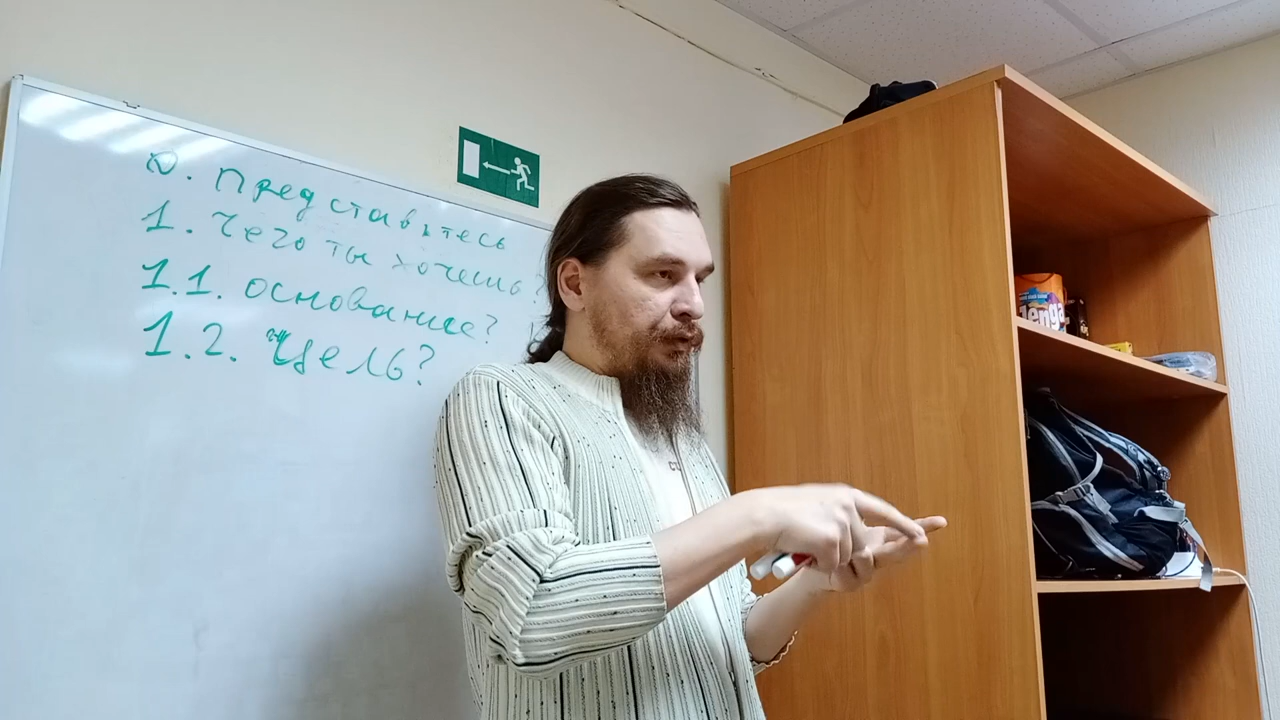 0. Представьтесь
1. Чего ты хочешь?
1.1. основание?
1.2. Цель?
Jenga